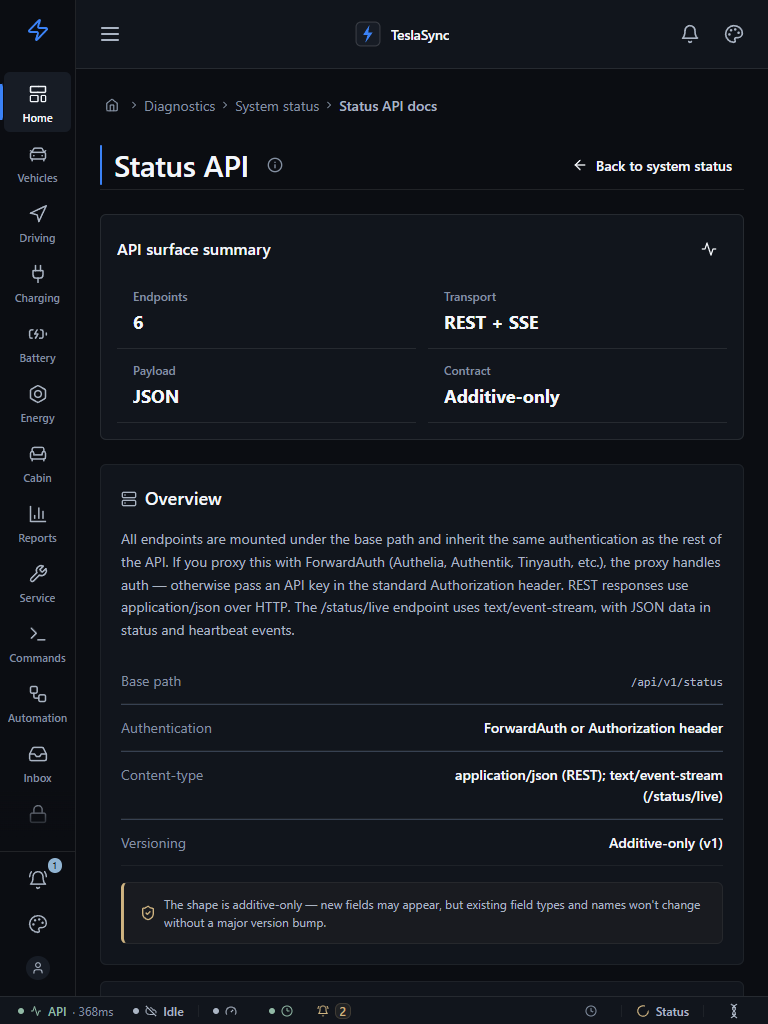 TeslaSync
Home
Vehicles
Driving
Charging
Battery
Energy
Cabin
Reports
Service
Commands
Automation
Inbox
1
Diagnostics
System status
Status API docs
Status API
Back to system status
API surface summary
Endpoints
6
Transport
REST + SSE
Payload
JSON
Contract
Additive-only
Overview
All endpoints are mounted under the base path and inherit the same authentication as the rest of
the API. If you proxy this with ForwardAuth (Authelia, Authentik, Tinyauth, etc.), the proxy handles
auth — otherwise pass an API key in the standard Authorization header. REST responses use
application/json over HTTP. The /status/live endpoint uses text/event-stream, with JSON data in
status and heartbeat events.
Base path
/api/v1/status
Authentication
ForwardAuth or Authorization header
Content-type
application/json (REST); text/event-stream
(/status/live)
Versioning
Additive-only (v1)
The shape is additive-only — new fields may appear, but existing field types and names won't change
without a major version bump.
API · 368ms
Idle
2
Status